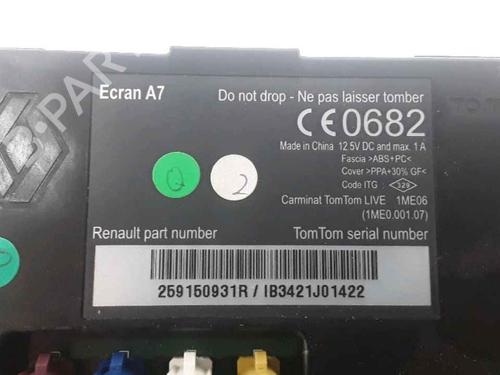 Ecran A7
Do not drop - Ne pas laisser tomber
CE0682
Made in China 12.5V DC and max. 1 A
Fascia >ABS+PC<
Cover >PPA+30% GF<
Code ITG : 329
Carminat TomTom LIVE 1ME06
(1ME0.001.07)
Q
2
Renault part number
TomTom serial number
259150931R / IB3421J01422